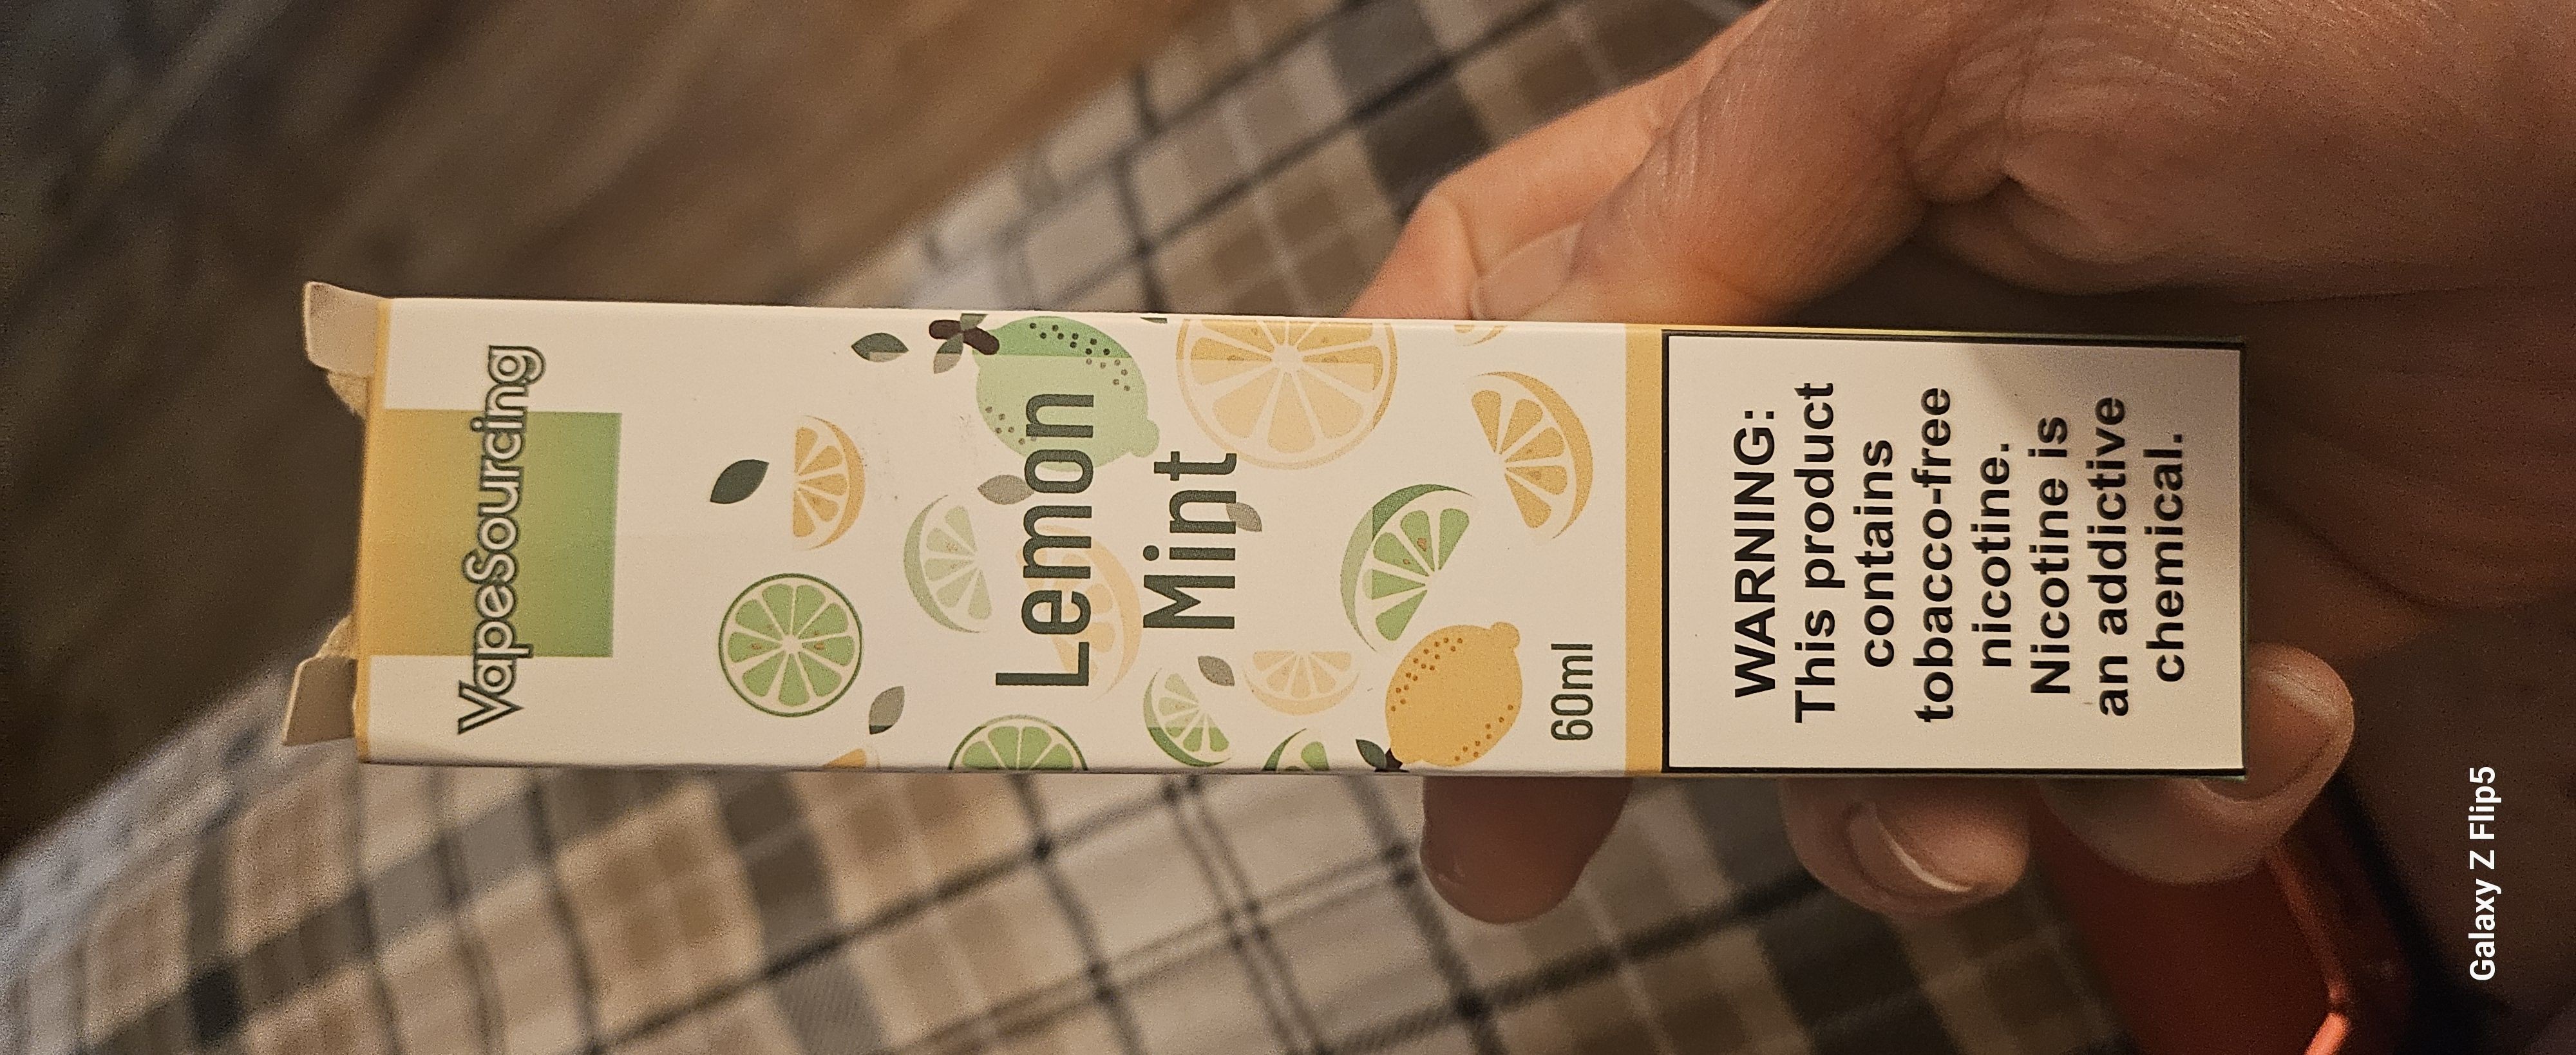 VapeSourcing
Lemon
Mint
60ml
WARNING:
This product
contains
tobacco-free
nicotine.
Nicotine is
an addictive
chemical.
Galaxy Z Flip5